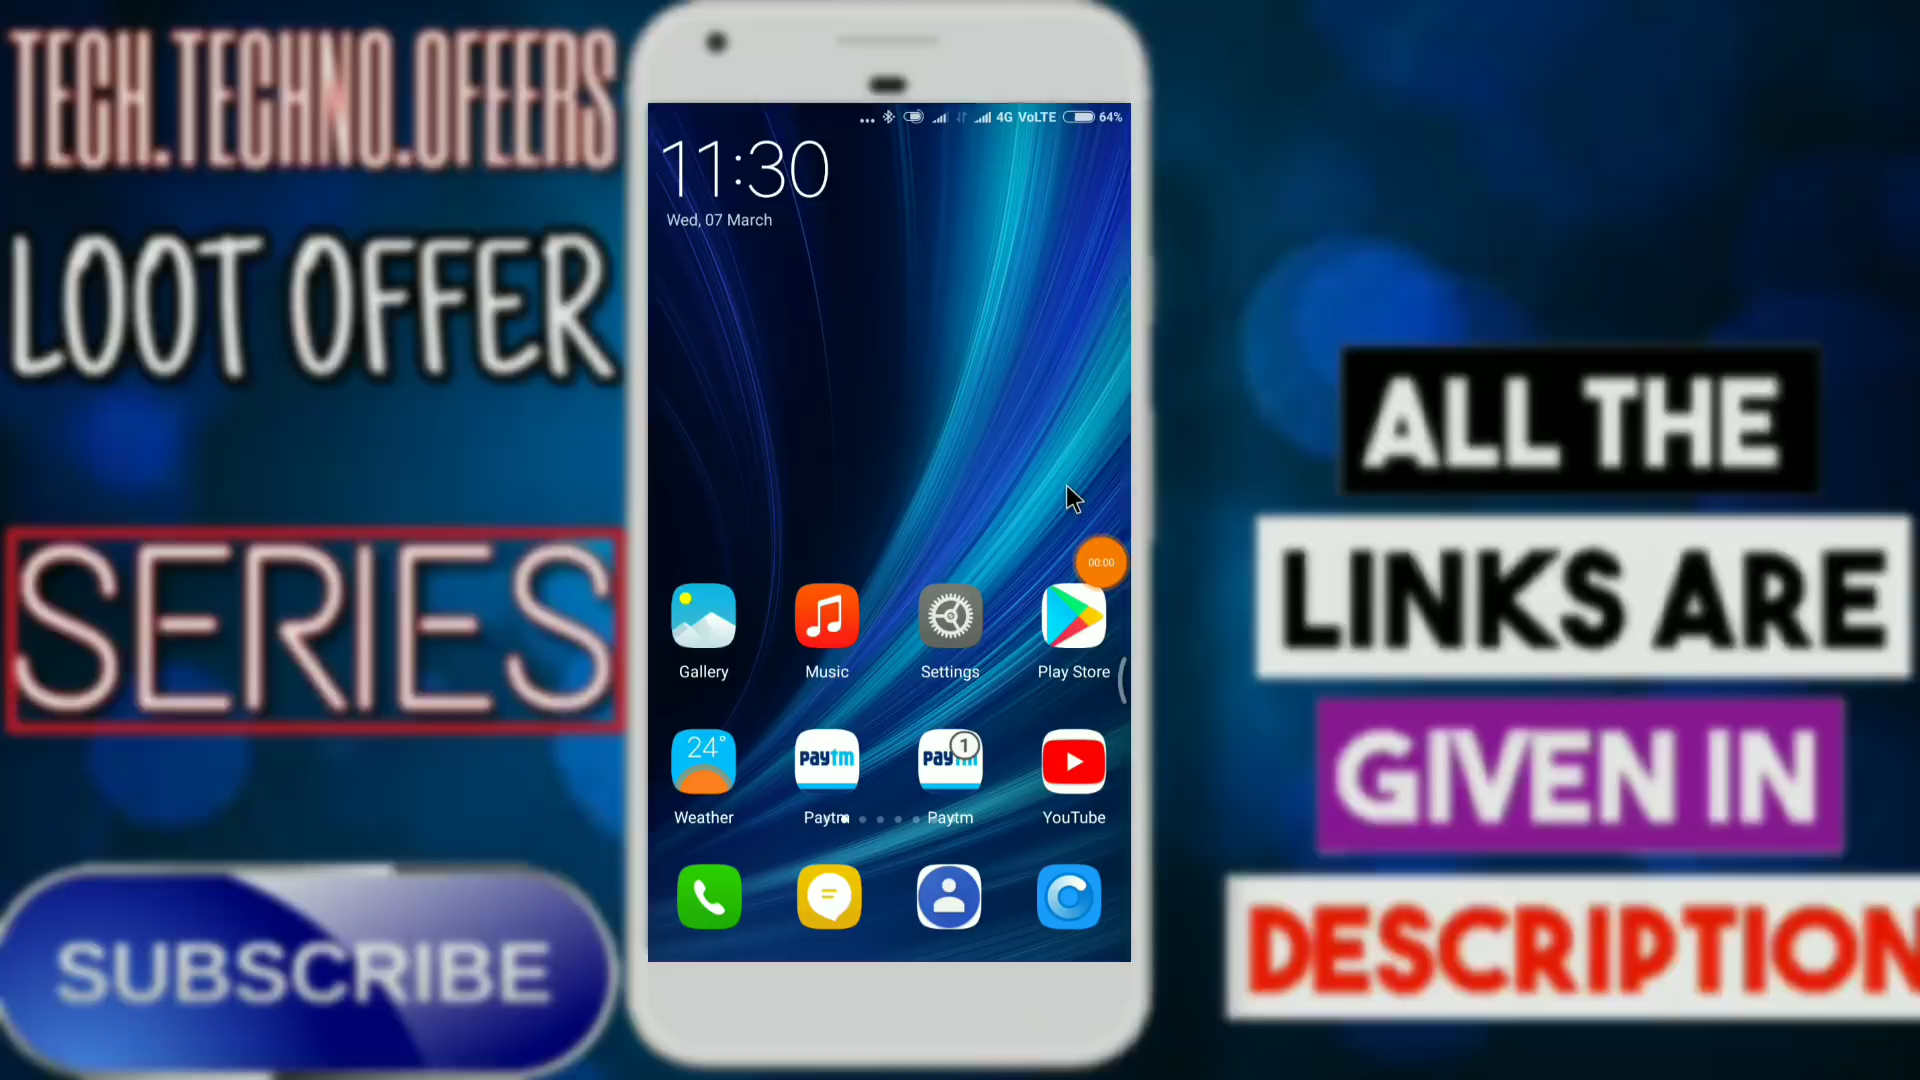 TECH.TECHNO.OFEERS
LOOT OFFER
SERIES
SUBSCRIBE
... 4G VoLTE 64%
11:30
Wed, 07 March
00:00
Gallery Music Settings Play Store
24°
paytm
pay 1
Weather Paytm Paytm YouTube
ALL THE
LINKS ARE
GIVEN IN
DESCRIPTION